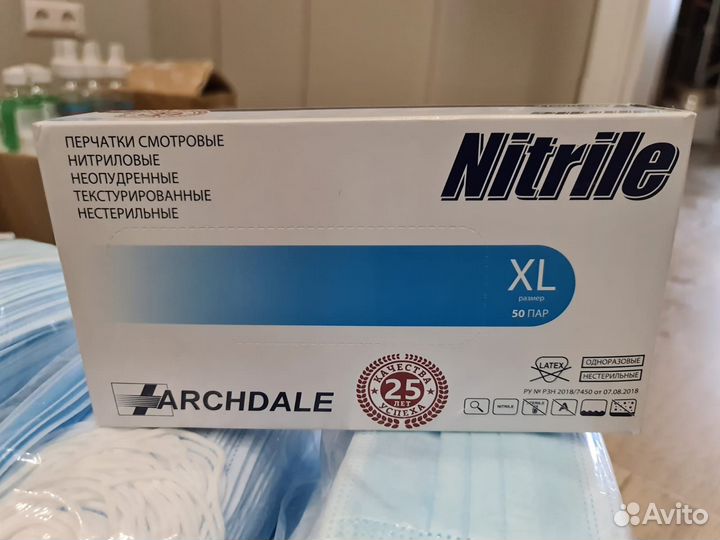 ПЕРЧАТКИ СМОТРОВЫЕ
НИТРИЛОВЫЕ
НЕОПУДРЕННЫЕ
ТЕКСТУРИРОВАННЫЕ
НЕСТЕРИЛЬНЫЕ
Nitrile
XL
размер
50 ПАР
ARCHDALE
КАЧЕСТВА
25
ЛЕТ
УСПЕХА
LATEX
ОДНОРАЗОВЫЕ
НЕСТЕРИЛЬНЫЕ
РУ № РЗН 2018/7450 от 07.08.2018
NITRILE
Avito